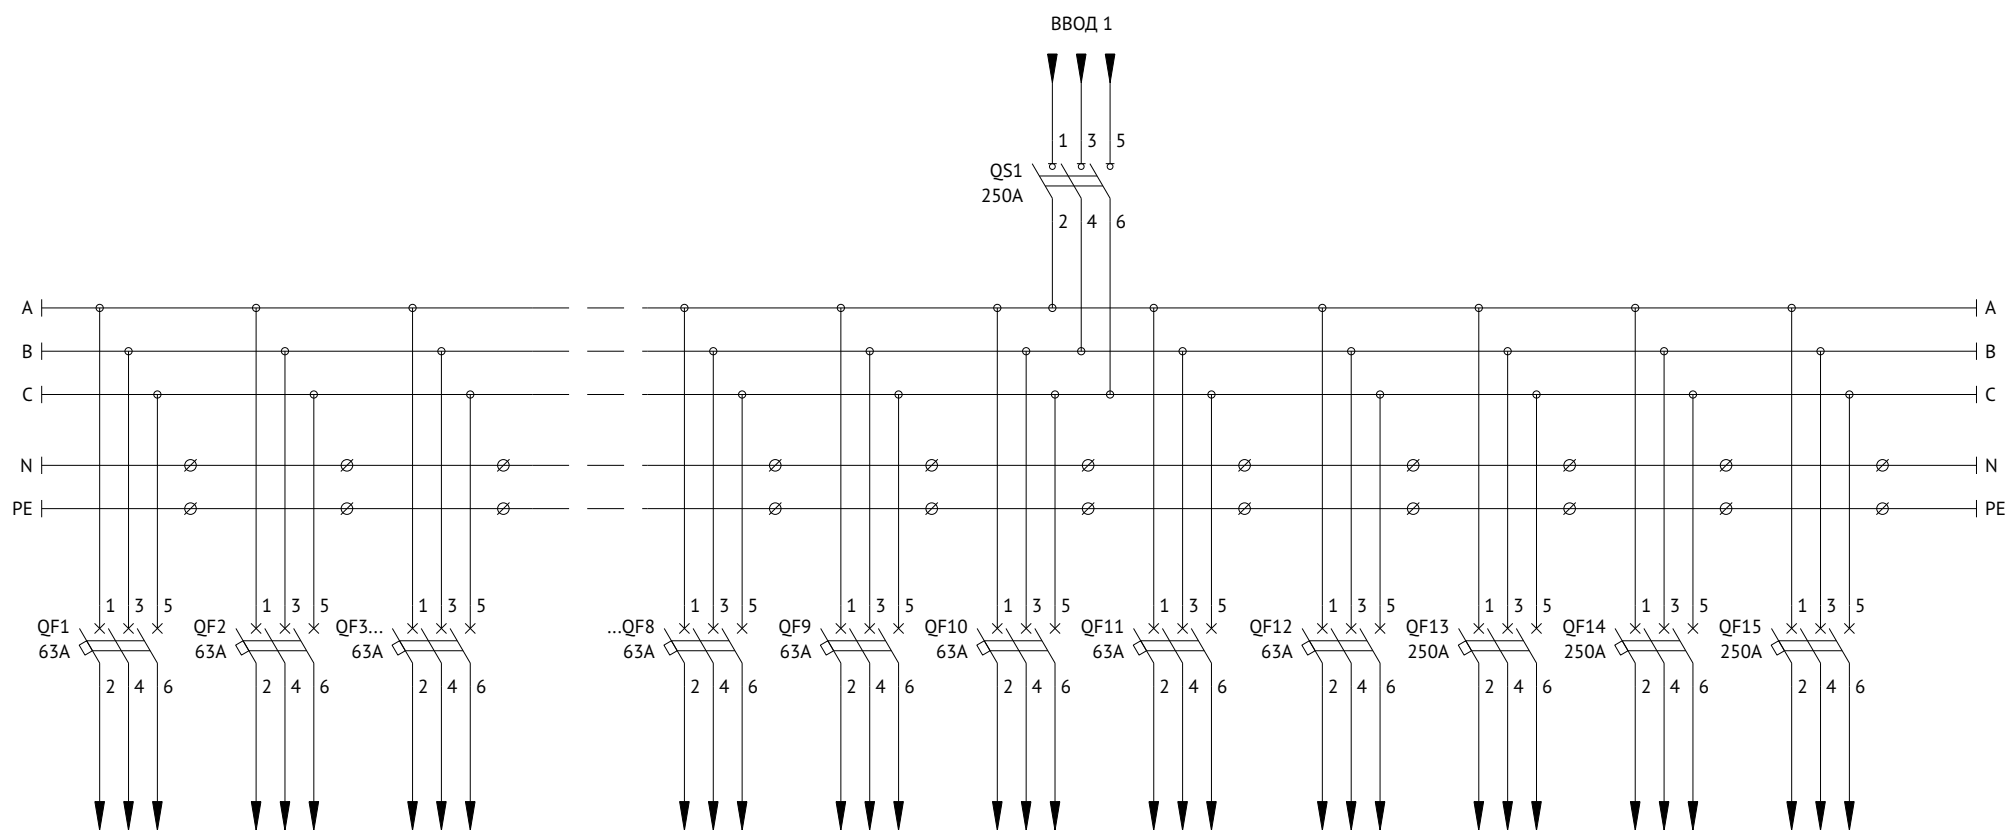 ВВОД 1
1 3 5
QS1
250A
2 4 6
A A
B B
C C
N N
PE PE
1 3 5 1 3 5 1 3 5 1 3 5 1 3 5 1 3 5 1 3 5 1 3 5 1 3 5 1 3 5 1 3 5
QF1 QF2 QF3... ...QF8 QF9 QF10 QF11 QF12 QF13 QF14 QF15
63A 63A 63A 63A 63A 63A 63A 63A 250A 250A 250A
2 4 6 2 4 6 2 4 6 2 4 6 2 4 6 2 4 6 2 4 6 2 4 6 2 4 6 2 4 6 2 4 6